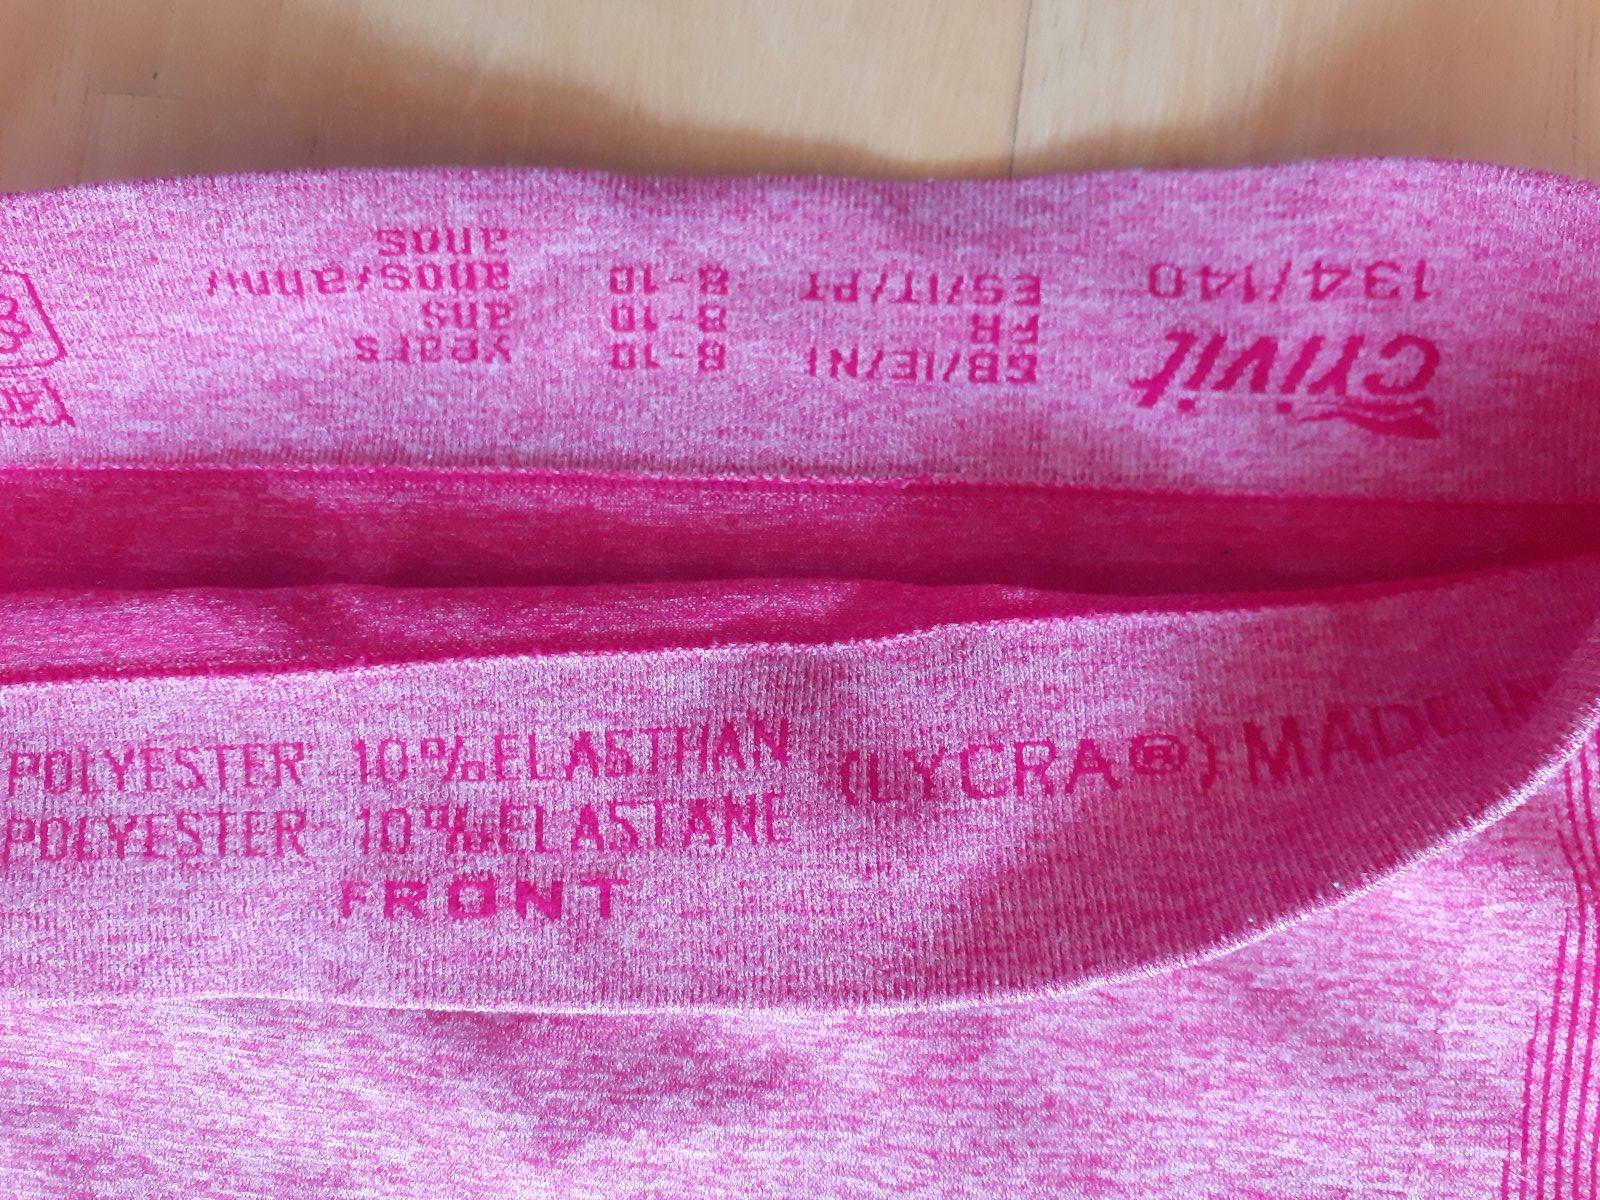 Crivit
134/140
GB/IE/NI 8-10 years
FR 8-10 ans
ES/IT/PT 8-10 anos/anni/
anos
POLYESTER 10%ELASTHAN (LYCRA®) MADE IN
POLYESTER 10%ELASTANE
FRONT